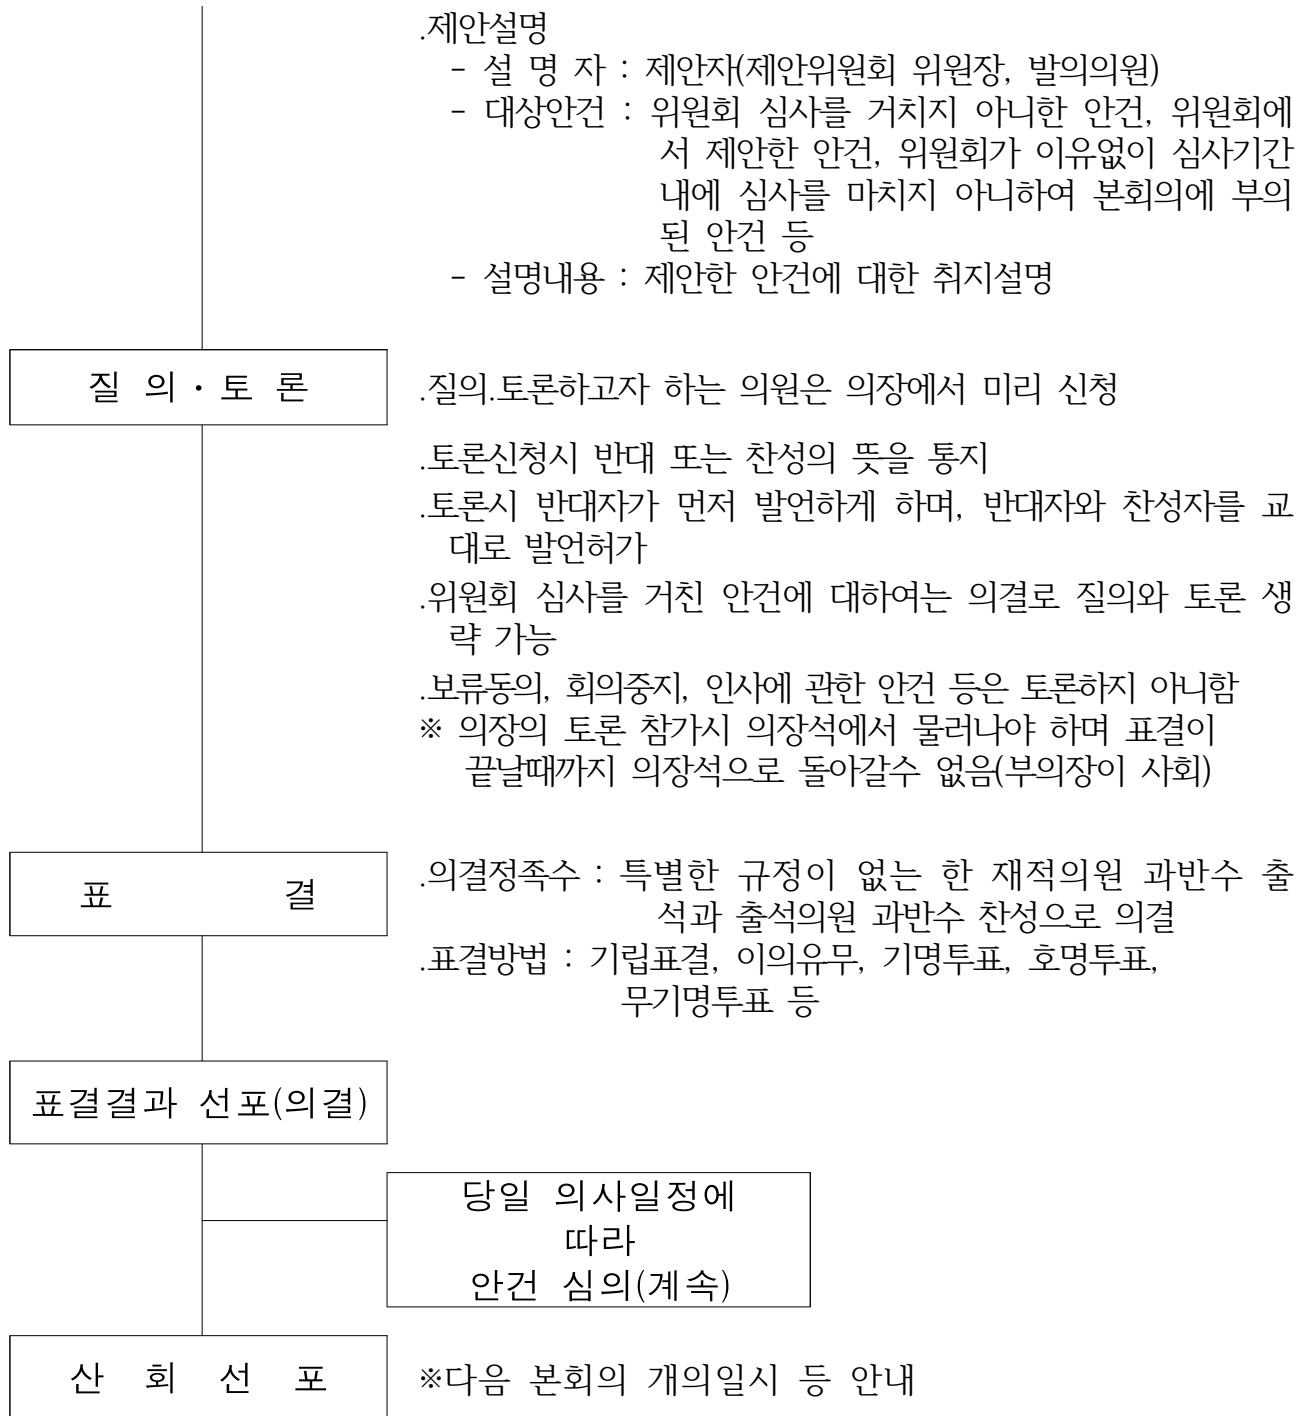 .제안설명
- 설 명 자 : 제안자(제안위원회 위원장, 발의의원)
- 대상안건 : 위원회 심사를 거치지 아니한 안건, 위원회에
서 제안한 안건, 위원회가 이유없이 심사기간
내에 심사를 마치지 아니하여 본회의에 부의
된 안건 등
- 설명내용 : 제안한 안건에 대한 취지설명
질 의·토 론
.질의.토론하고자 하는 의원은 의장에서 미리 신청
.토론신청시 반대 또는 찬성의 뜻을 통지
.토론시 반대자가 먼저 발언하게 하며, 반대자와 찬성자를 교
대로 발언허가
.위원회 심사를 거친 안건에 대하여는 의결로 질의와 토론 생
략 가능
.보류동의, 회의중지, 인사에 관한 안건 등은 토론하지 아니함
※ 의장의 토론 참가시 의장석에서 물러나야 하며 표결이
끝날때까지 의장석으로 돌아갈수 없음(부의장이 사회)
표 결
.의결정족수 : 특별한 규정이 없는 한 재적의원 과반수 출
석과 출석의원 과반수 찬성으로 의결
.표결방법 : 기립표결, 이의유무, 기명투표, 호명투표,
무기명투표 등
표결결과 선포(의결)
당일 의사일정에
따라
안건 심의(계속)
산 회 선 포
※다음 본회의 개의일시 등 안내